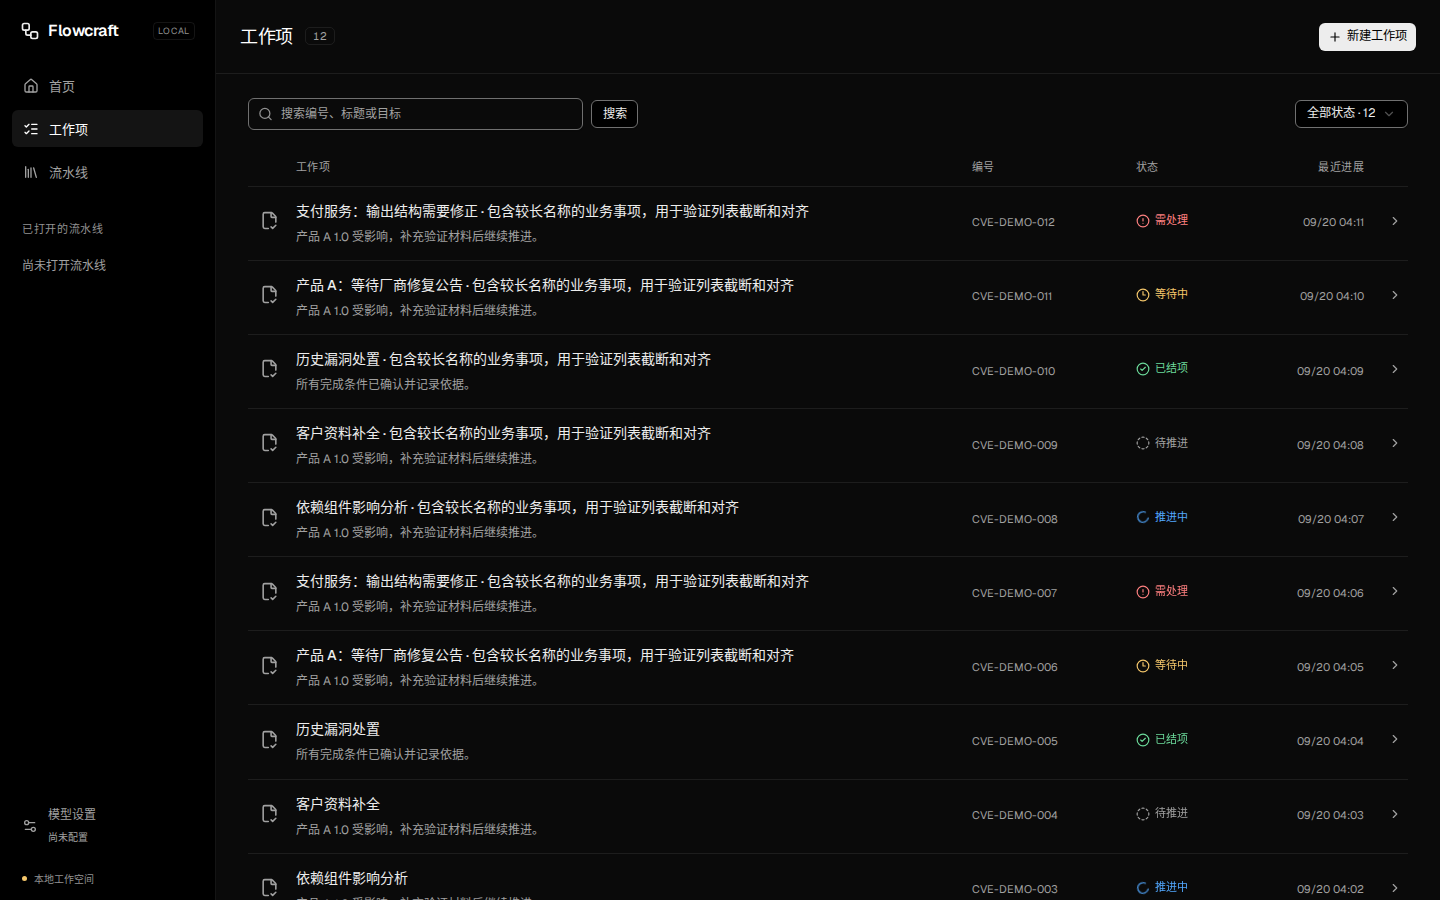 Flowcraft LOCAL
首页
工作项
流水线
已打开的流水线
尚未打开流水线
模型设置
尚未配置
本地工作空间
工作项 12
新建工作项
搜索编号、标题或目标 搜索 全部状态 · 12
工作项 编号 状态 最近进展
支付服务：输出结构需要修正 · 包含较长名称的业务事项，用于验证列表截断和对齐
产品 A 1.0 受影响，补充验证材料后继续推进。
CVE-DEMO-012 需处理 09/20 04:11
产品 A：等待厂商修复公告 · 包含较长名称的业务事项，用于验证列表截断和对齐
产品 A 1.0 受影响，补充验证材料后继续推进。
CVE-DEMO-011 等待中 09/20 04:10
历史漏洞处置 · 包含较长名称的业务事项，用于验证列表截断和对齐
所有完成条件已确认并记录依据。
CVE-DEMO-010 已结项 09/20 04:09
客户资料补全 · 包含较长名称的业务事项，用于验证列表截断和对齐
产品 A 1.0 受影响，补充验证材料后继续推进。
CVE-DEMO-009 待推进 09/20 04:08
依赖组件影响分析 · 包含较长名称的业务事项，用于验证列表截断和对齐
产品 A 1.0 受影响，补充验证材料后继续推进。
CVE-DEMO-008 推进中 09/20 04:07
支付服务：输出结构需要修正 · 包含较长名称的业务事项，用于验证列表截断和对齐
产品 A 1.0 受影响，补充验证材料后继续推进。
CVE-DEMO-007 需处理 09/20 04:06
产品 A：等待厂商修复公告 · 包含较长名称的业务事项，用于验证列表截断和对齐
产品 A 1.0 受影响，补充验证材料后继续推进。
CVE-DEMO-006 等待中 09/20 04:05
历史漏洞处置
所有完成条件已确认并记录依据。
CVE-DEMO-005 已结项 09/20 04:04
客户资料补全
产品 A 1.0 受影响，补充验证材料后继续推进。
CVE-DEMO-004 待推进 09/20 04:03
依赖组件影响分析
CVE-DEMO-003 推进中 09/20 04:02